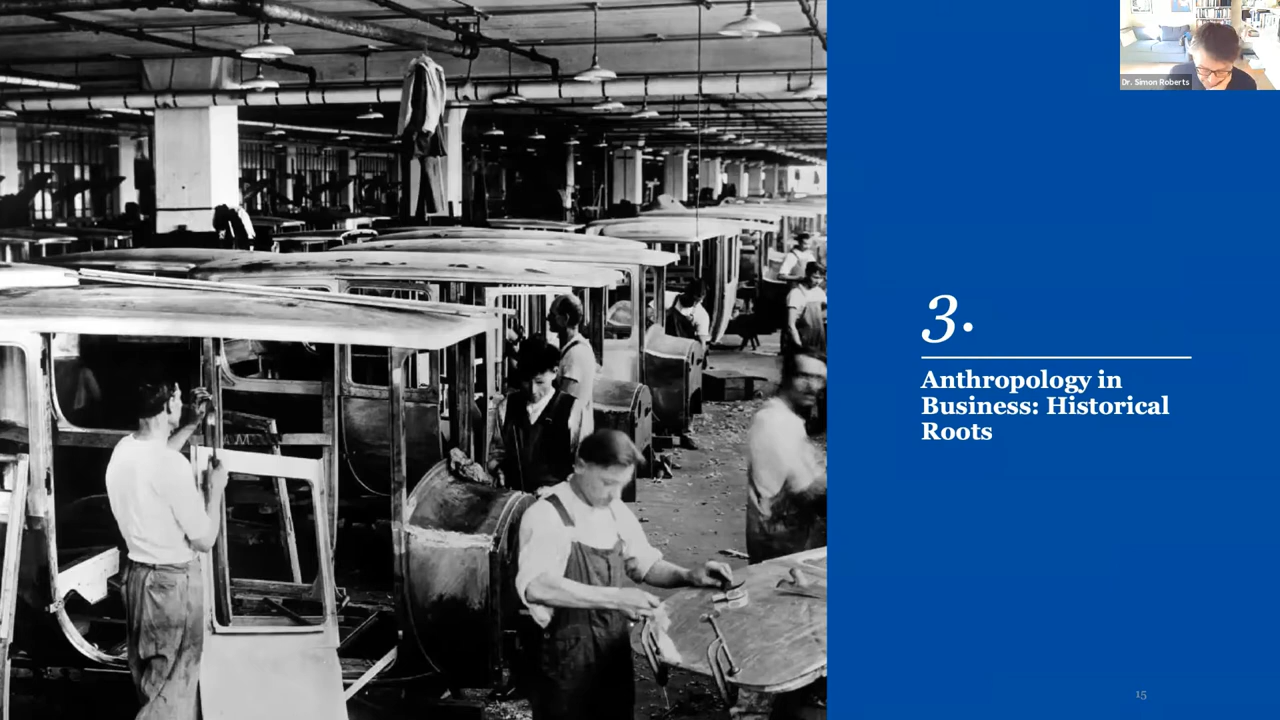 Dr. Simon Roberts
3.
Anthropology in
Business: Historical
Roots
15